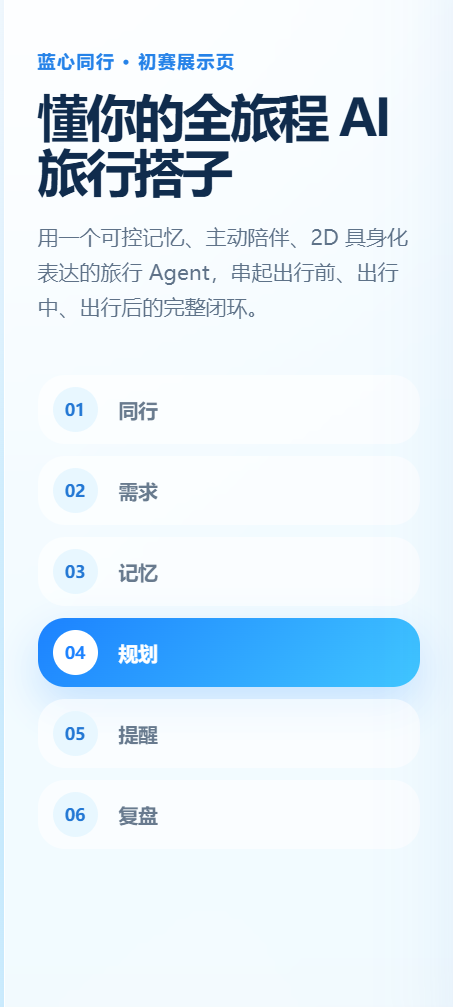 蓝心同行 · 初赛展示页
懂你的全旅程 AI
旅行搭子
用一个可控记忆、主动陪伴、2D 具身化
表达的旅行 Agent，串起出行前、出行
中、出行后的完整闭环。
01 同行
02 需求
03 记忆
04 规划
05 提醒
06 复盘